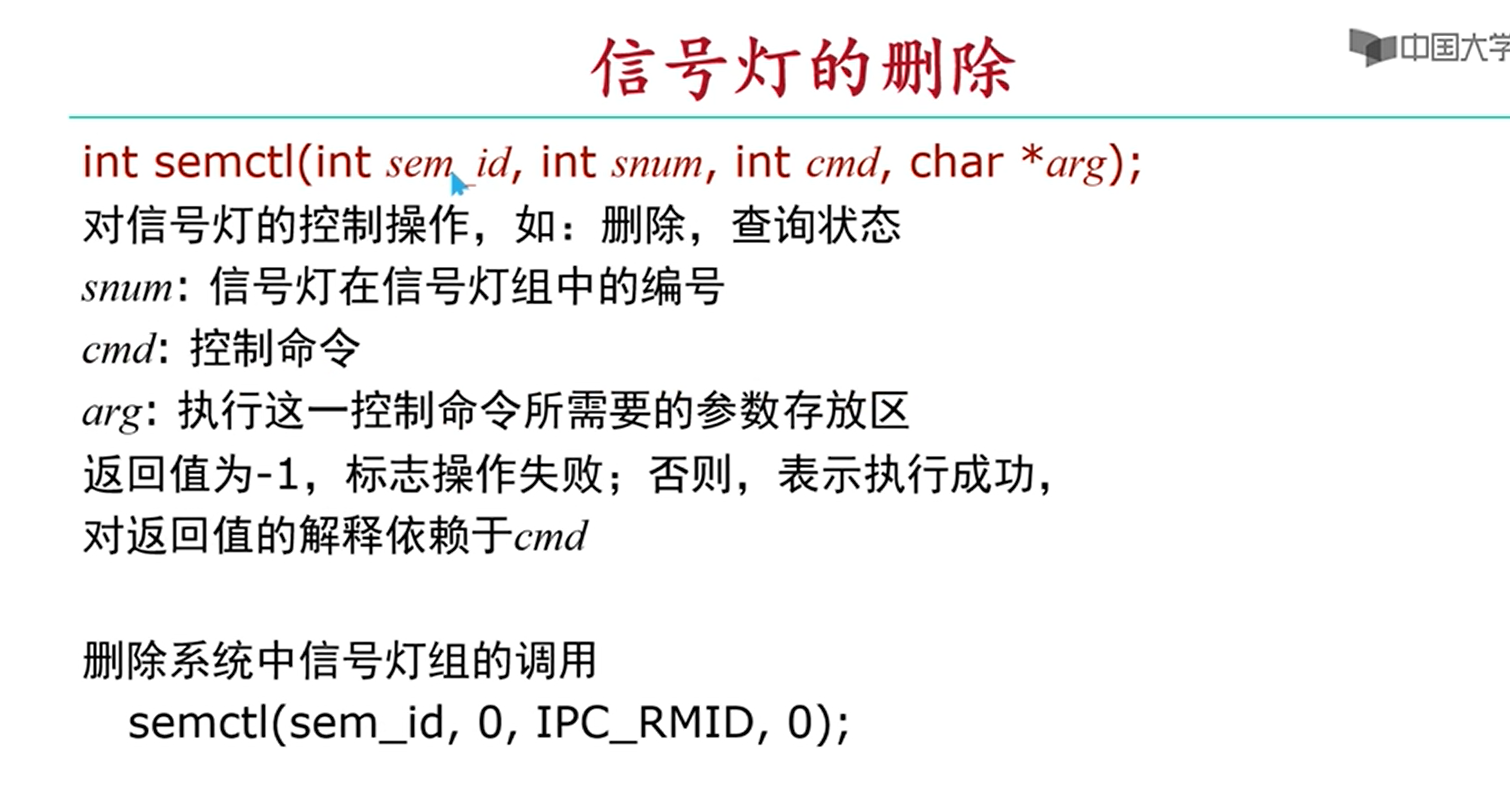 信号灯的删除
中国大学
int semctl(int sem_id, int snum, int cmd, char *arg);
对信号灯的控制操作，如：删除，查询状态
snum: 信号灯在信号灯组中的编号
cmd: 控制命令
arg: 执行这一控制命令所需要的参数存放区
返回值为-1，标志操作失败；否则，表示执行成功，
对返回值的解释依赖于cmd
删除系统中信号灯组的调用
semctl(sem_id, 0, IPC_RMID, 0);